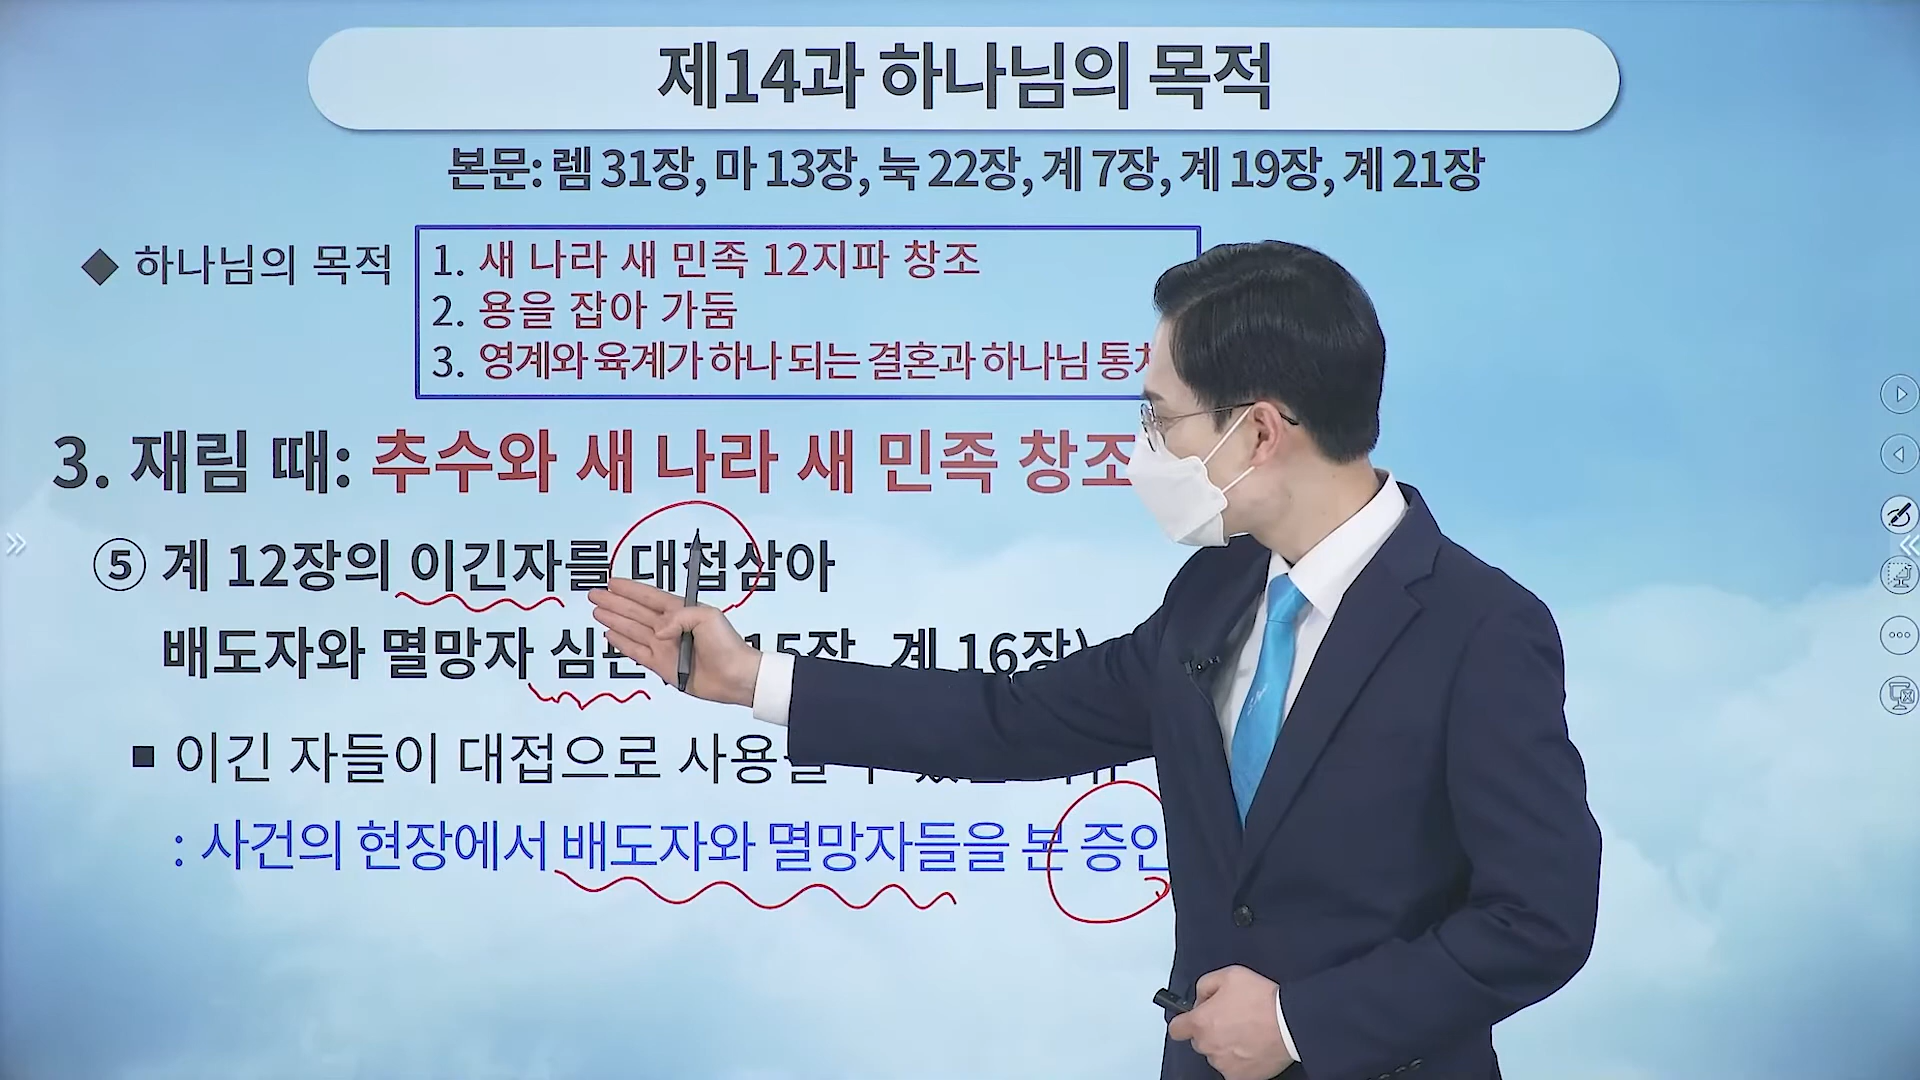 제14과 하나님의 목적
본문: 렘 31장, 마 13장, 눅 22장, 계 7장, 계 19장, 계 21장
◆ 하나님의 목적
1. 새 나라 새 민족 12지파 창조
2. 용을 잡아 가둠
3. 영계와 육계가 하나 되는 결혼과 하나님
3. 재림 때: 추수와 새 나라 새 민족 창조
⑤ 계 12장의 이긴자를 대접삼아
배도자와 멸망자 심판 15장, 계 16장)
■ 이긴 자들이 대접으로
: 사건의 현장에서 배도자와 멸망자들을 본 증인